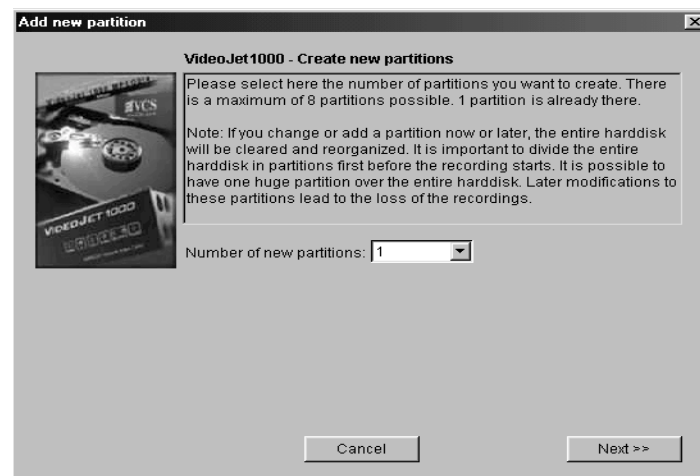 Add new partition
VideoJet1000 - Create new partitions
Please select here the number of partitions you want to create. There
is a maximum of 8 partitions possible. 1 partition is already there.
Note: If you change or add a partition now or later, the entire harddisk
will be cleared and reorganized. It is important to divide the entire
harddisk in partitions first before the recording starts. It is possible to
have one huge partition over the entire harddisk. Later modifications to
these partitions lead to the loss of the recordings.
VCS
VIDEOJET 1000
Number of new partitions: 1
Cancel
Next >>